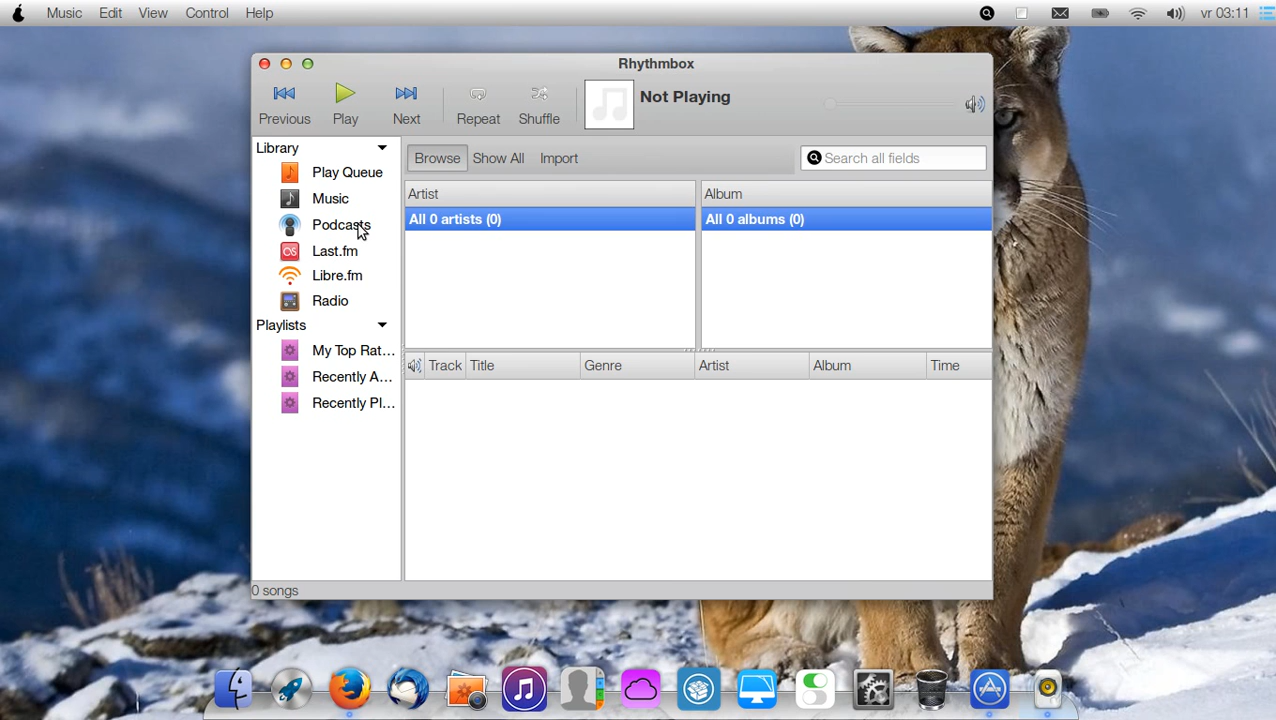 Music Edit View Control Help vr 03:11
Rhythmbox
Previous Play Next Repeat Shuffle Not Playing
Library
Play Queue
Music
Podcasts
Last.fm
Libre.fm
Radio
Playlists
My Top Rat...
Recently A...
Recently Pl...
Browse Show All Import Search all fields
Artist Album
All 0 artists (0) All 0 albums (0)
Track Title Genre Artist Album Time
0 songs